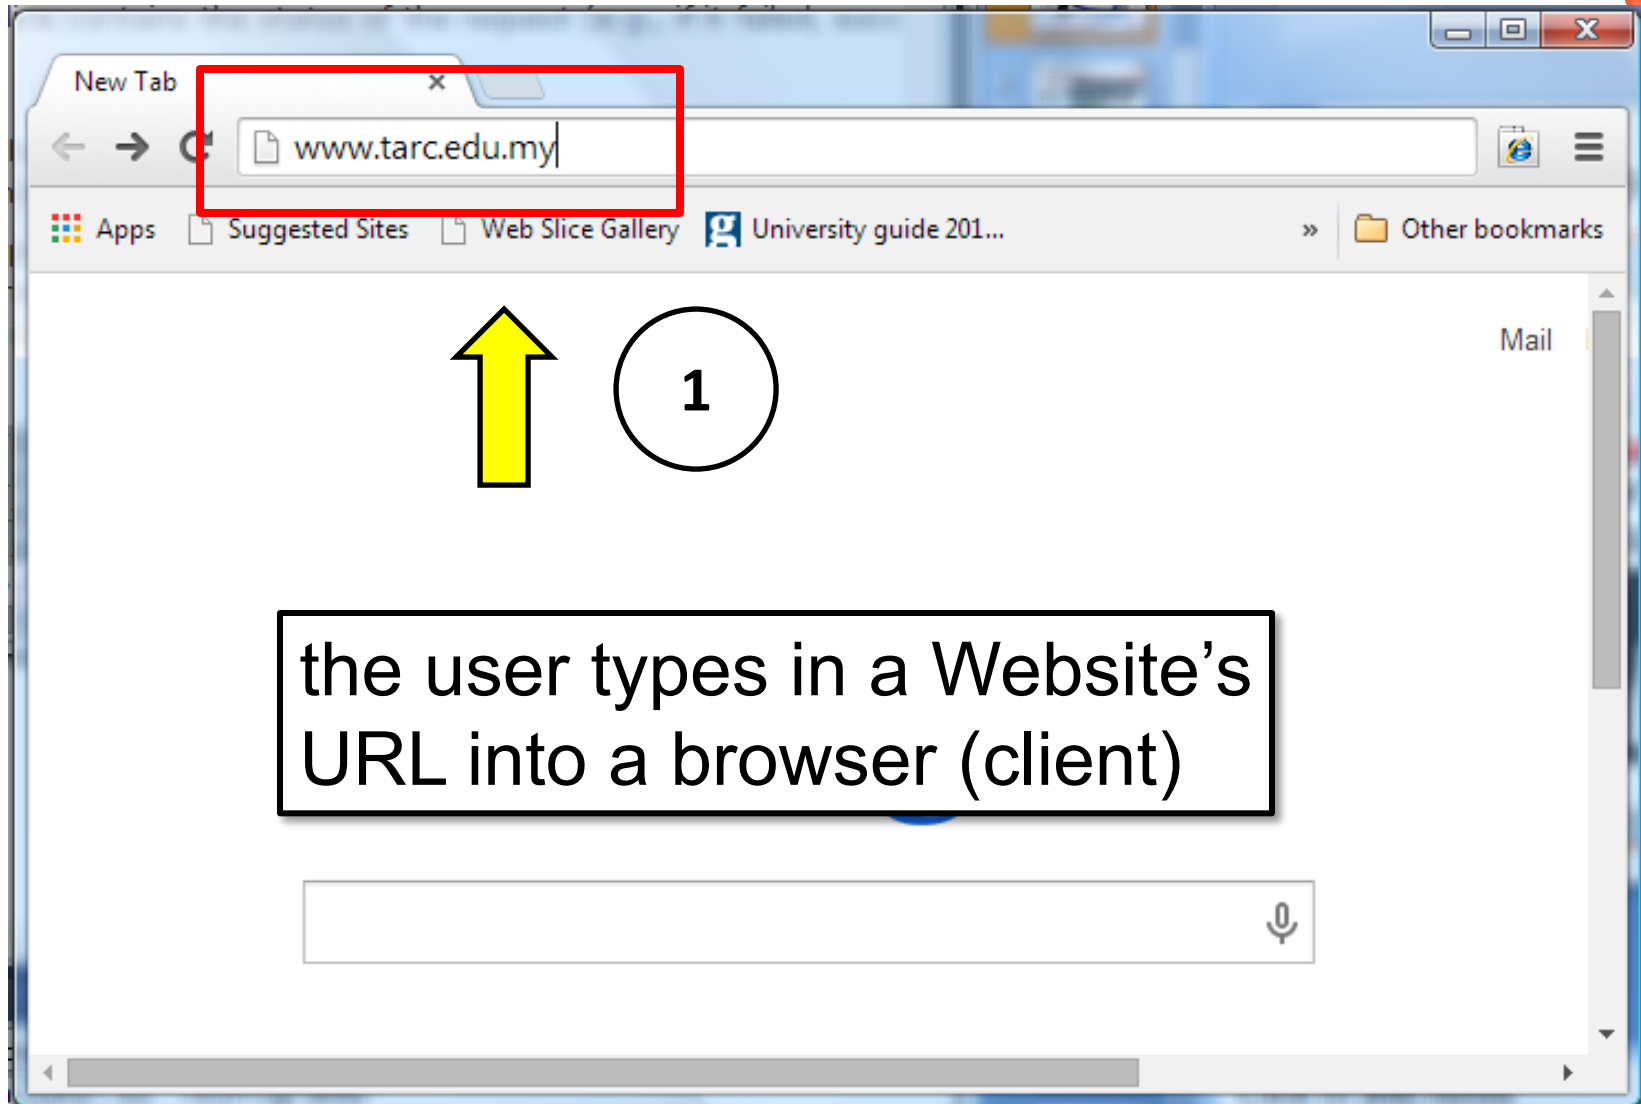 New Tab
www.tarc.edu.my
Apps Suggested Sites Web Slice Gallery University guide 201... » Other bookmarks
Mail
1
the user types in a Website’s
URL into a browser (client)